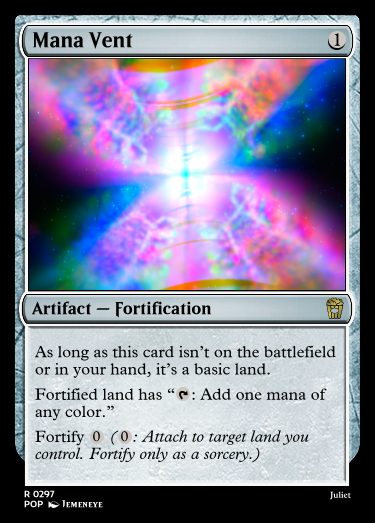 Mana Vent 1
Artifact — Fortification
As long as this card isn't on the battlefield
or in your hand, it's a basic land.
Fortified land has “: Add one mana of
any color.”
Fortify 0 (0: Attach to target land you
control. Fortify only as a sorcery.)
R 0297 Juliet
POP Jemeneye